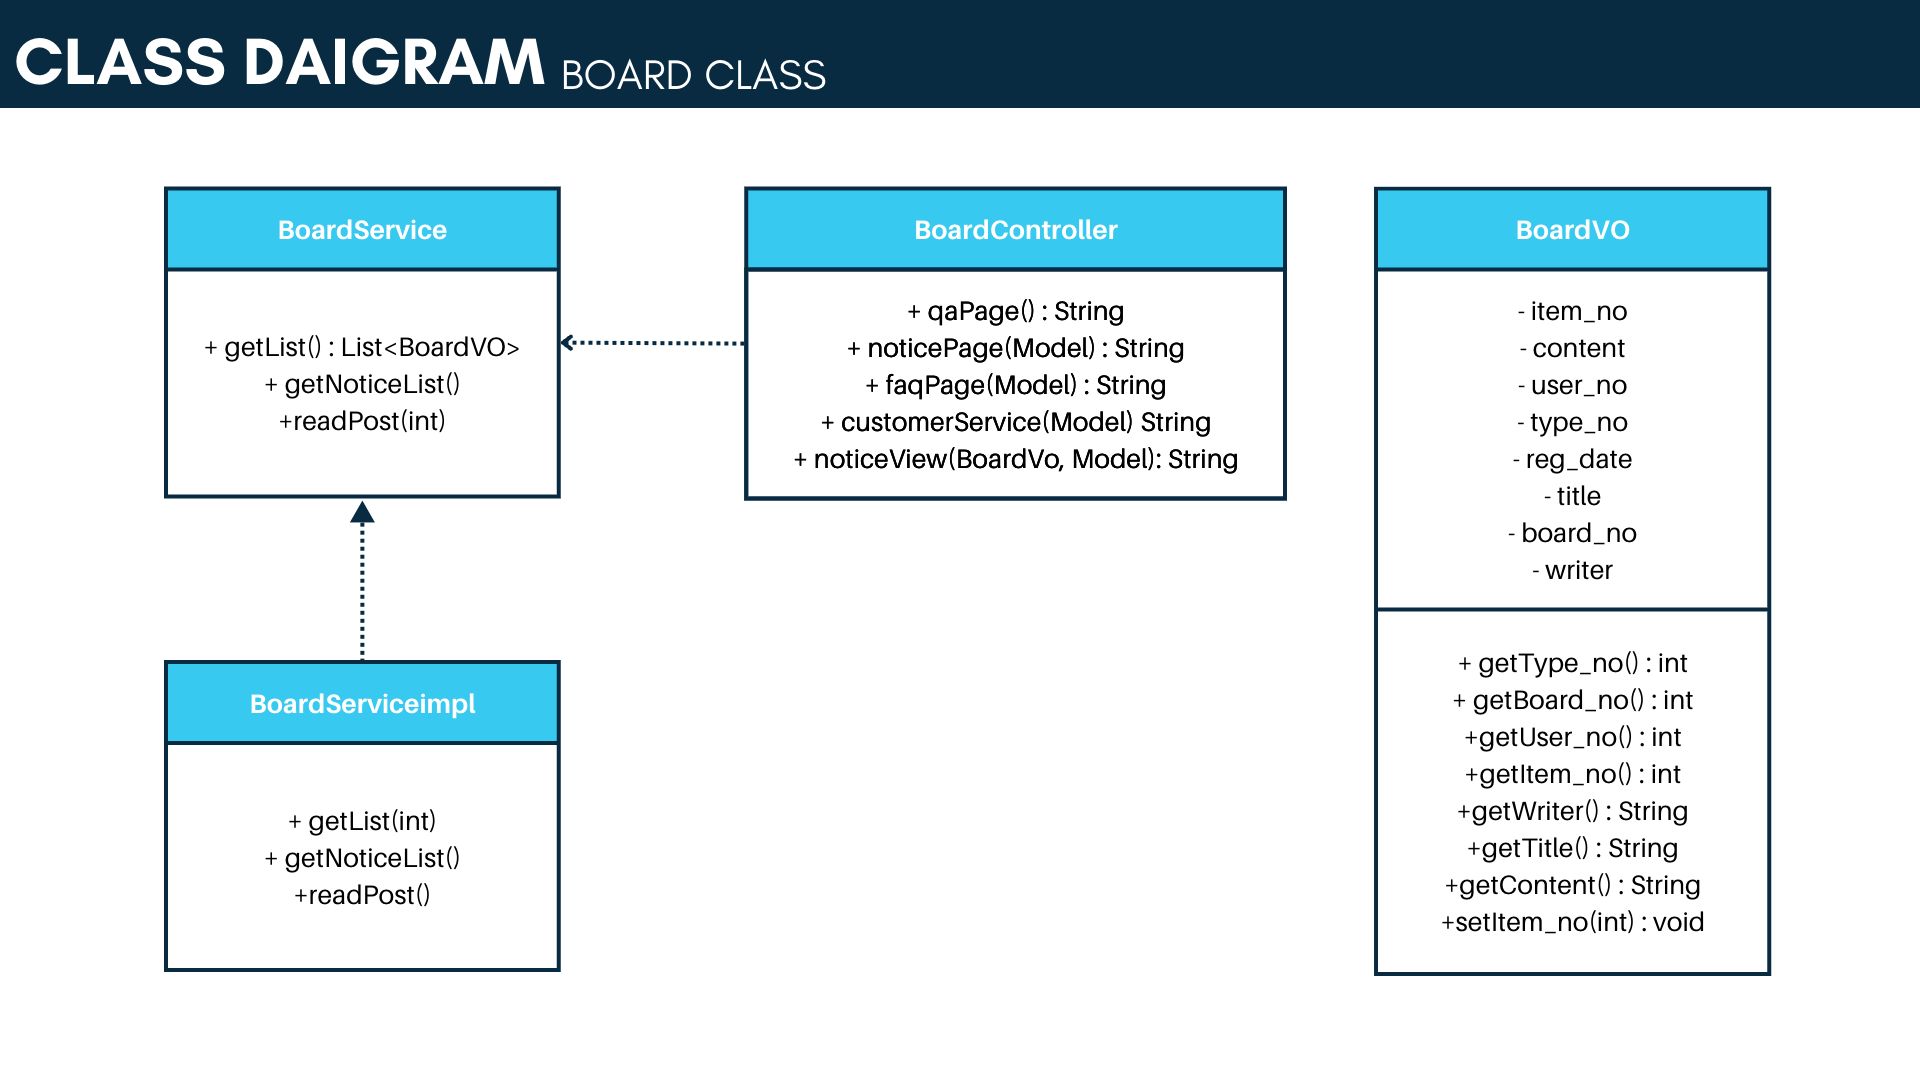 CLASS DAIGRAM BOARD CLASS
BoardService
+ getList() : List<BoardVO>
+ getNoticeList()
+readPost(int)
BoardController
+ qaPage() : String
+ noticePage(Model) : String
+ faqPage(Model) : String
+ customerService(Model) String
+ noticeView(BoardVo, Model): String
BoardVO
- item_no
- content
- user_no
- type_no
- reg_date
- title
- board_no
- writer
+ getType_no() : int
+ getBoard_no() : int
+getUser_no() : int
+getItem_no() : int
+getWriter() : String
+getTitle() : String
+getContent() : String
+setItem_no(int) : void
BoardServiceimpl
+ getList(int)
+ getNoticeList()
+readPost()